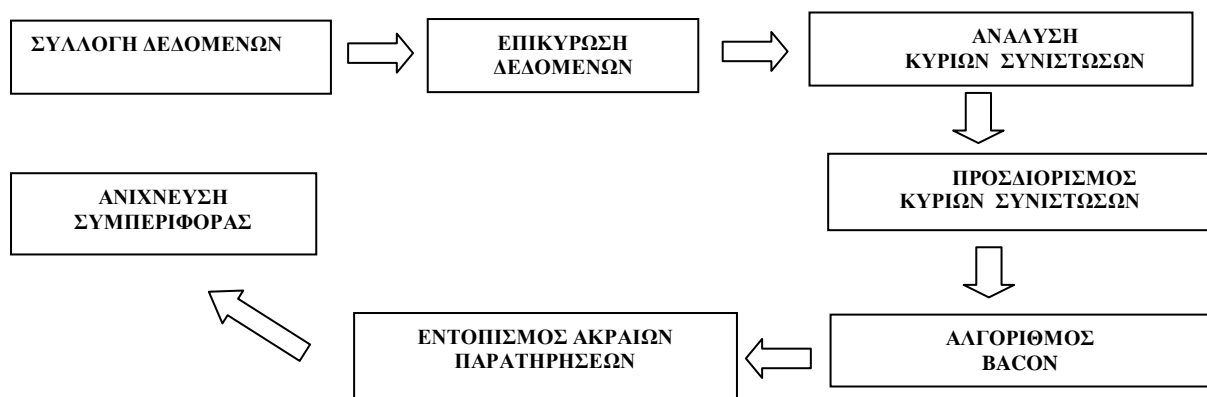 ΣΥΛΛΟΓΗ ΔΕΔΟΜΕΝΩΝ
ΕΠΙΚΥΡΩΣΗ
ΔΕΔΟΜΕΝΩΝ
ΑΝΑΛΥΣΗ
ΚΥΡΙΩΝ ΣΥΝΙΣΤΩΣΩΝ
ΠΡΟΣΔΙΟΡΙΣΜΟΣ
ΚΥΡΙΩΝ ΣΥΝΙΣΤΩΣΩΝ
ΑΛΓΟΡΙΘΜΟΣ
BACON
ΕΝΤΟΠΙΣΜΟΣ ΑΚΡΑΙΩΝ
ΠΑΡΑΤΗΡΗΣΕΩΝ
ΑΝΙΧΝΕΥΣΗ
ΣΥΜΠΕΡΙΦΟΡΑΣ